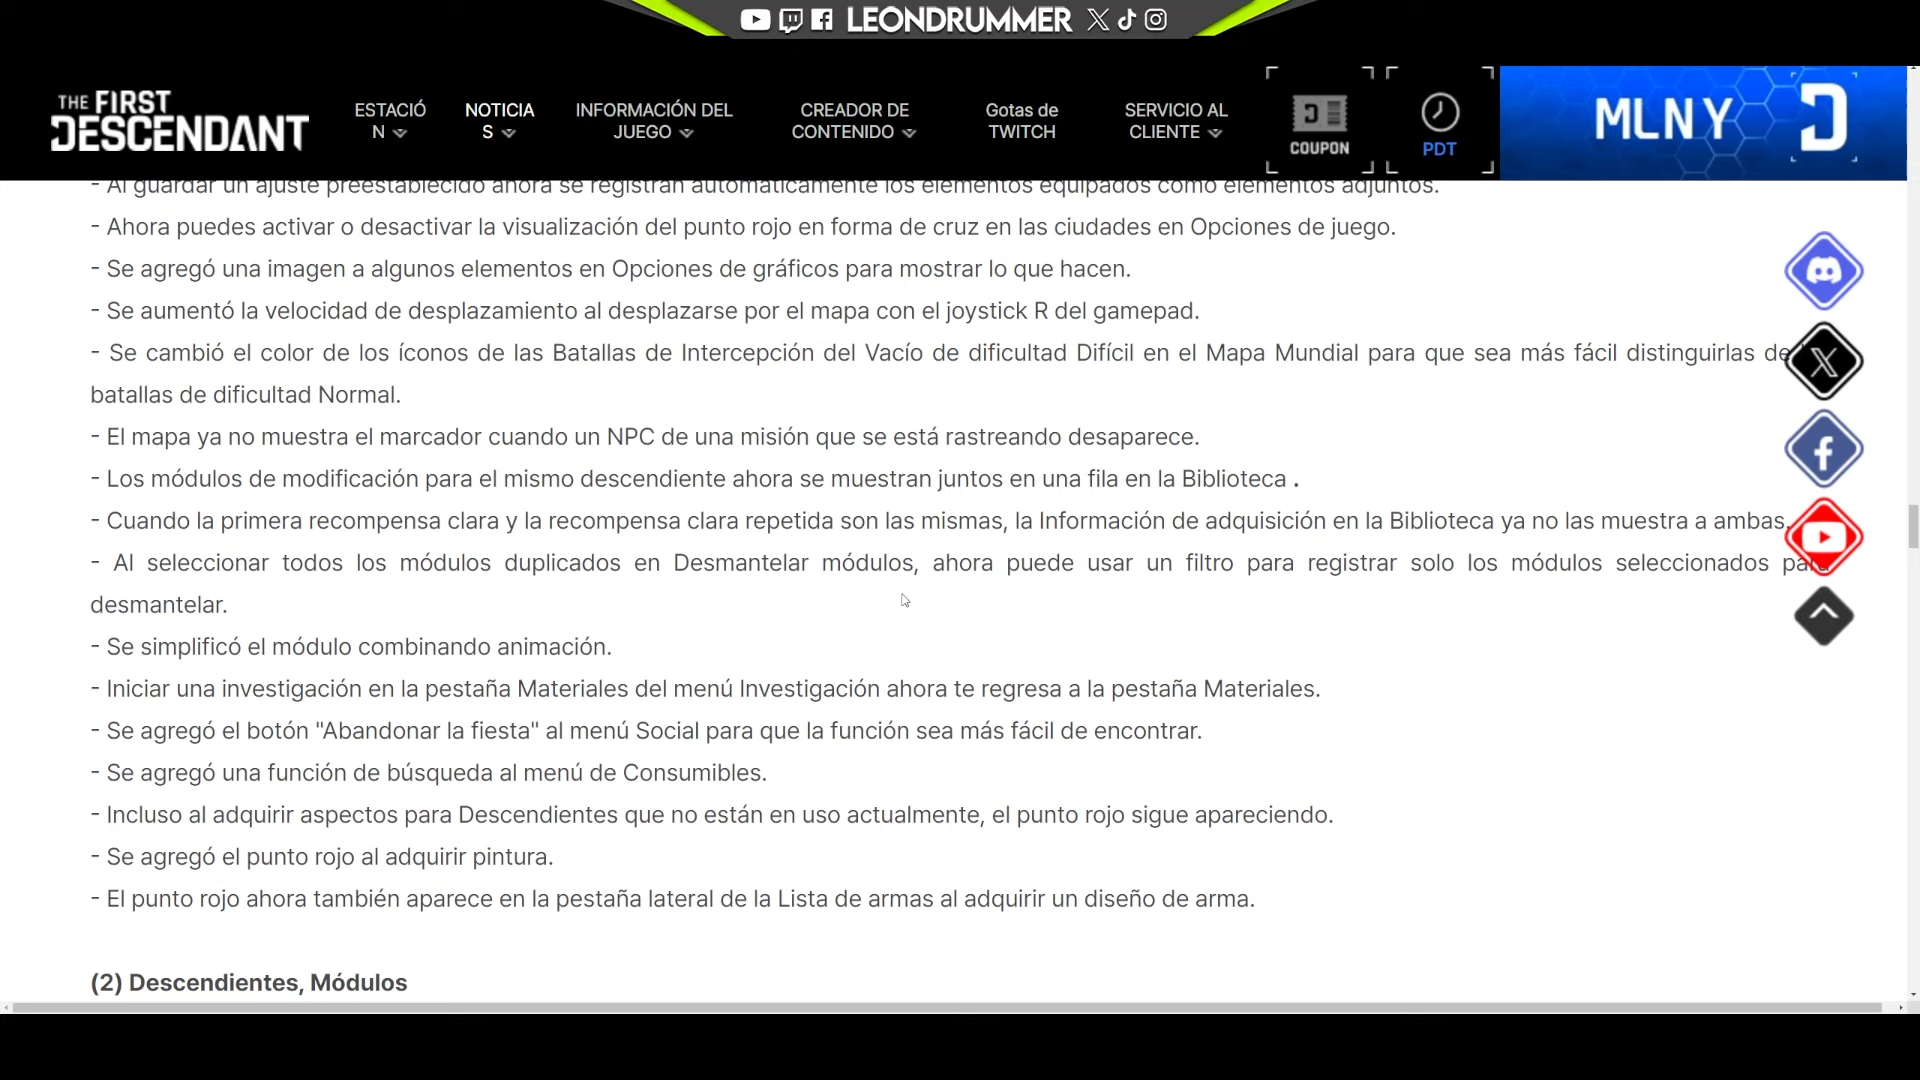 LEONDRUMMER
THE FIRST
DESCENDANT
ESTACIÓ
N
NOTICIA
S
INFORMACIÓN DEL
JUEGO
CREADOR DE
CONTENIDO
Gotas de
TWITCH
SERVICIO AL
CLIENTE
COUPON
PDT
MLNY
- Al guardar un ajuste preestablecido ahora se registran automáticamente los elementos equipados como elementos adjuntos.
- Ahora puedes activar o desactivar la visualización del punto rojo en forma de cruz en las ciudades en Opciones de juego.
- Se agregó una imagen a algunos elementos en Opciones de gráficos para mostrar lo que hacen.
- Se aumentó la velocidad de desplazamiento al desplazarse por el mapa con el joystick R del gamepad.
- Se cambió el color de los íconos de las Batallas de Intercepción del Vacío de dificultad Difícil en el Mapa Mundial para que sea más fácil distinguirlas de
batallas de dificultad Normal.
- El mapa ya no muestra el marcador cuando un NPC de una misión que se está rastreando desaparece.
- Los módulos de modificación para el mismo descendiente ahora se muestran juntos en una fila en la Biblioteca .
- Cuando la primera recompensa clara y la recompensa clara repetida son las mismas, la Información de adquisición en la Biblioteca ya no las muestra a ambas.
- Al seleccionar todos los módulos duplicados en Desmantelar módulos, ahora puede usar un filtro para registrar solo los módulos seleccionados para
desmantelar.
- Se simplificó el módulo combinando animación.
- Iniciar una investigación en la pestaña Materiales del menú Investigación ahora te regresa a la pestaña Materiales.
- Se agregó el botón "Abandonar la fiesta" al menú Social para que la función sea más fácil de encontrar.
- Se agregó una función de búsqueda al menú de Consumibles.
- Incluso al adquirir aspectos para Descendientes que no están en uso actualmente, el punto rojo sigue apareciendo.
- Se agregó el punto rojo al adquirir pintura.
- El punto rojo ahora también aparece en la pestaña lateral de la Lista de armas al adquirir un diseño de arma.
(2) Descendientes, Módulos